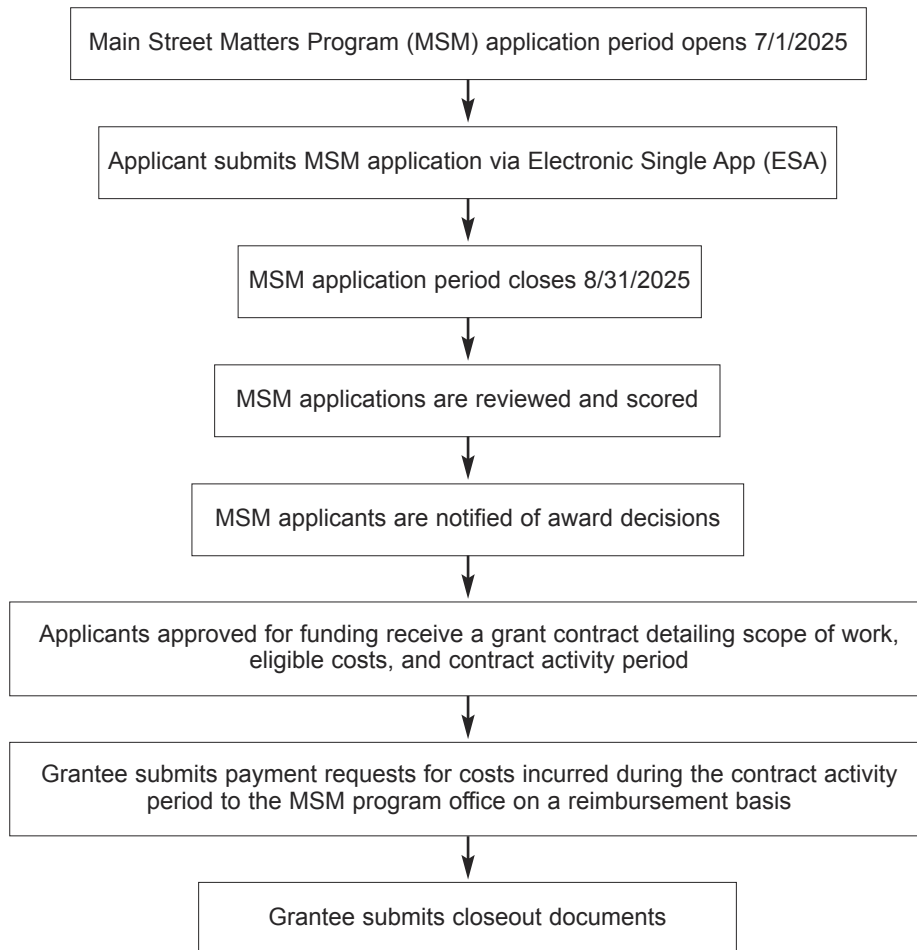 Main Street Matters Program (MSM) application period opens 7/1/2025
Applicant submits MSM application via Electronic Single App (ESA)
MSM application period closes 8/31/2025
MSM applications are reviewed and scored
MSM applicants are notified of award decisions
Applicants approved for funding receive a grant contract detailing scope of work,
eligible costs, and contract activity period
Grantee submits payment requests for costs incurred during the contract activity
period to the MSM program office on a reimbursement basis
Grantee submits closeout documents